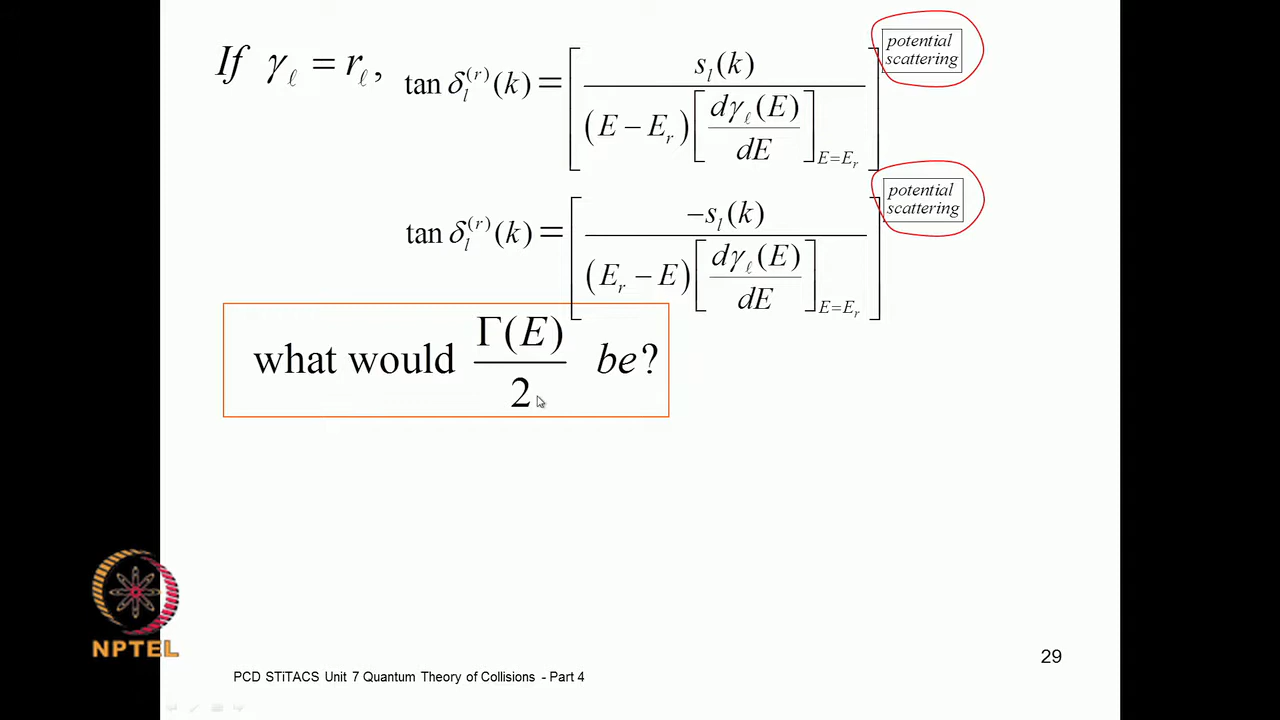 If γ_ℓ = r_ℓ, tan δ_l^(r)(k) = [ s_l(k) / (E − E_r) [ dγ_ℓ(E) / dE ]_{E=E_r} ] potential scattering
tan δ_l^(r)(k) = [ −s_l(k) / (E_r − E) [ dγ_ℓ(E) / dE ]_{E=E_r} ] potential scattering
what would Γ(E) / 2 be?
NPTEL
29
PCD STiTACS Unit 7 Quantum Theory of Collisions - Part 4